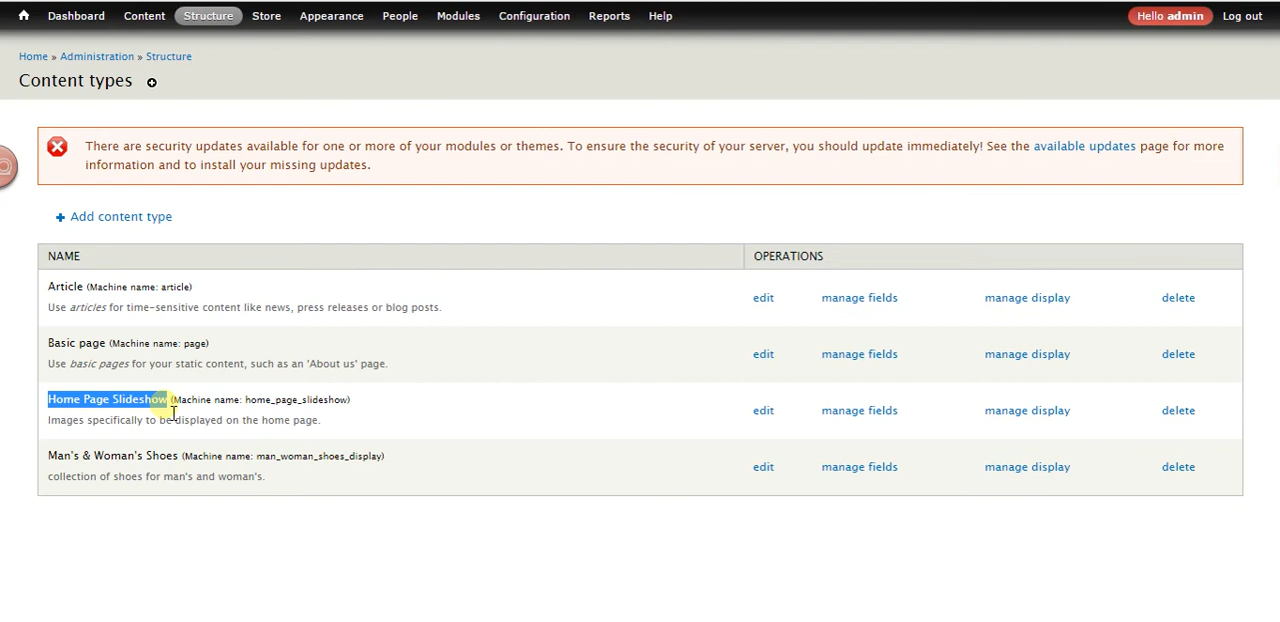 Dashboard Content Structure Store Appearance People Modules Configuration Reports Help Hello admin Log out
Home » Administration » Structure
Content types
There are security updates available for one or more of your modules or themes. To ensure the security of your server, you should update immediately! See the available updates page for more
information and to install your missing updates.
Add content type
NAME OPERATIONS
Article (Machine name: article)
Use articles for time-sensitive content like news, press releases or blog posts.
edit manage fields manage display delete
Basic page (Machine name: page)
Use basic pages for your static content, such as an 'About us' page.
edit manage fields manage display delete
Home Page Slideshow (Machine name: home_page_slideshow)
Images specifically to be displayed on the home page.
edit manage fields manage display delete
Man's & Woman's Shoes (Machine name: man_woman_shoes_display)
collection of shoes for man's and woman's.
edit manage fields manage display delete